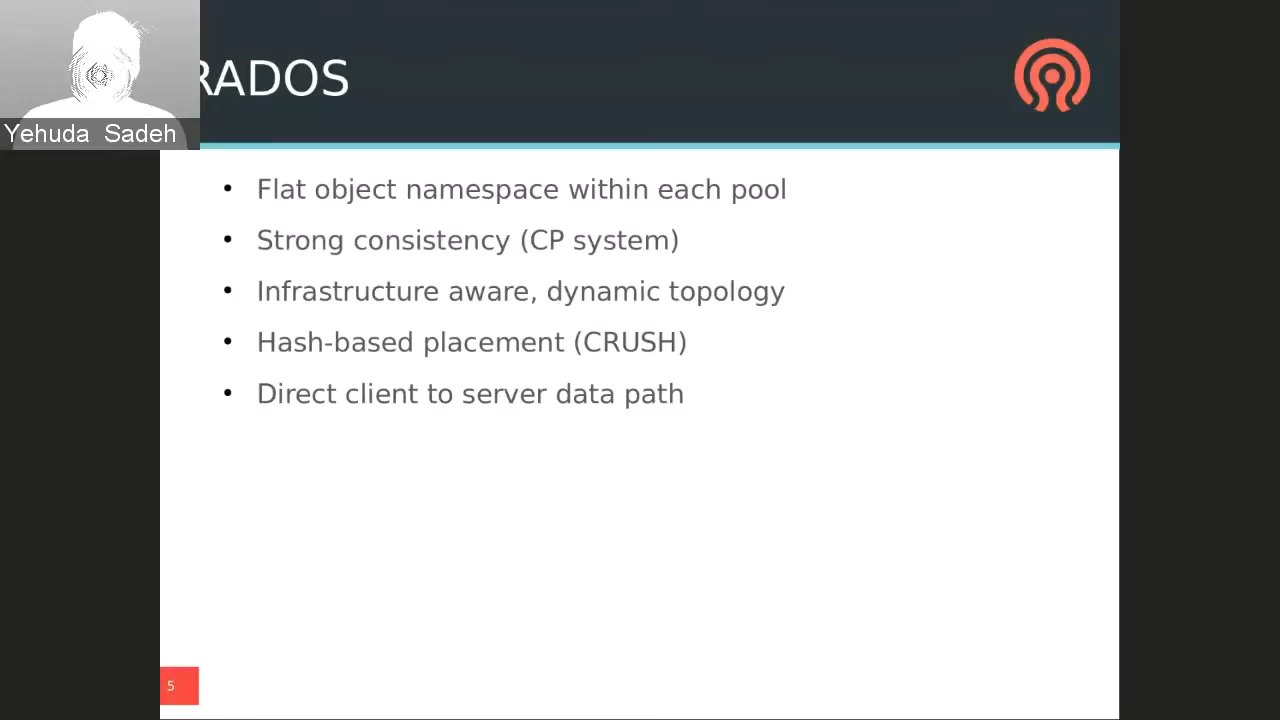 RADOS
Yehuda Sadeh
• Flat object namespace within each pool
• Strong consistency (CP system)
• Infrastructure aware, dynamic topology
• Hash-based placement (CRUSH)
• Direct client to server data path
5